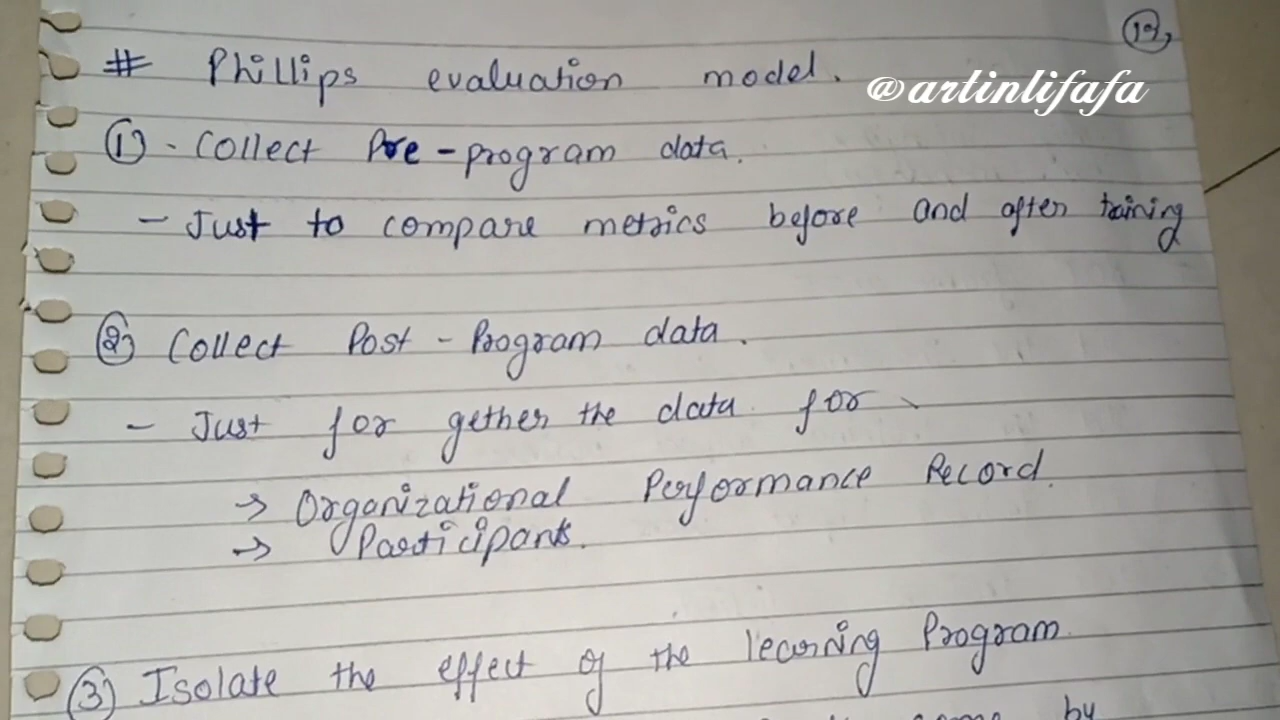 19,
# Phillips evaluation model.
@artinlifafa
① - Collect Pre-program data.
- Just to compare metrics before and after training
② Collect Post-Program data.
- Just for gether the data for
→ Organizational Performance Record.
→ Participants.
③ Isolate the effect of the learning Program
by